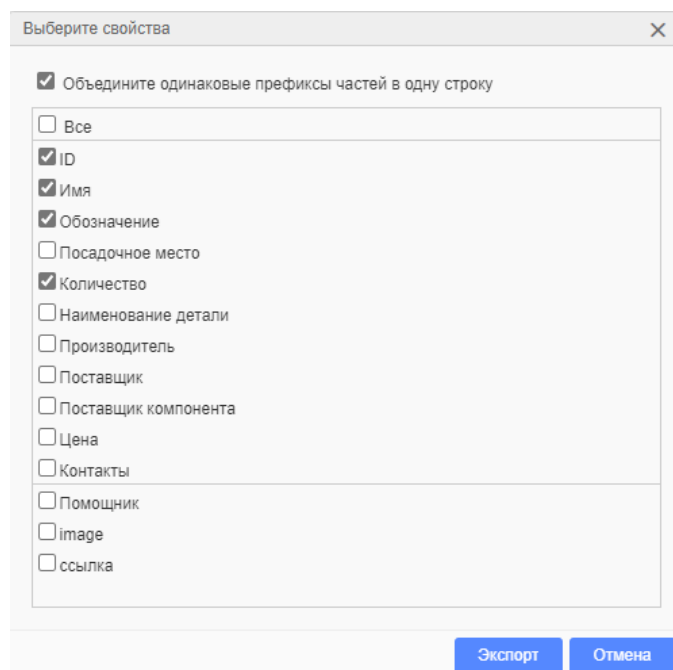 Выберите свойства
Объедините одинаковые префиксы частей в одну строку
Все
ID
Имя
Обозначение
Посадочное место
Количество
Наименование детали
Производитель
Поставщик
Поставщик компонента
Цена
Контакты
Помощник
image
ссылка
Экспорт Отмена